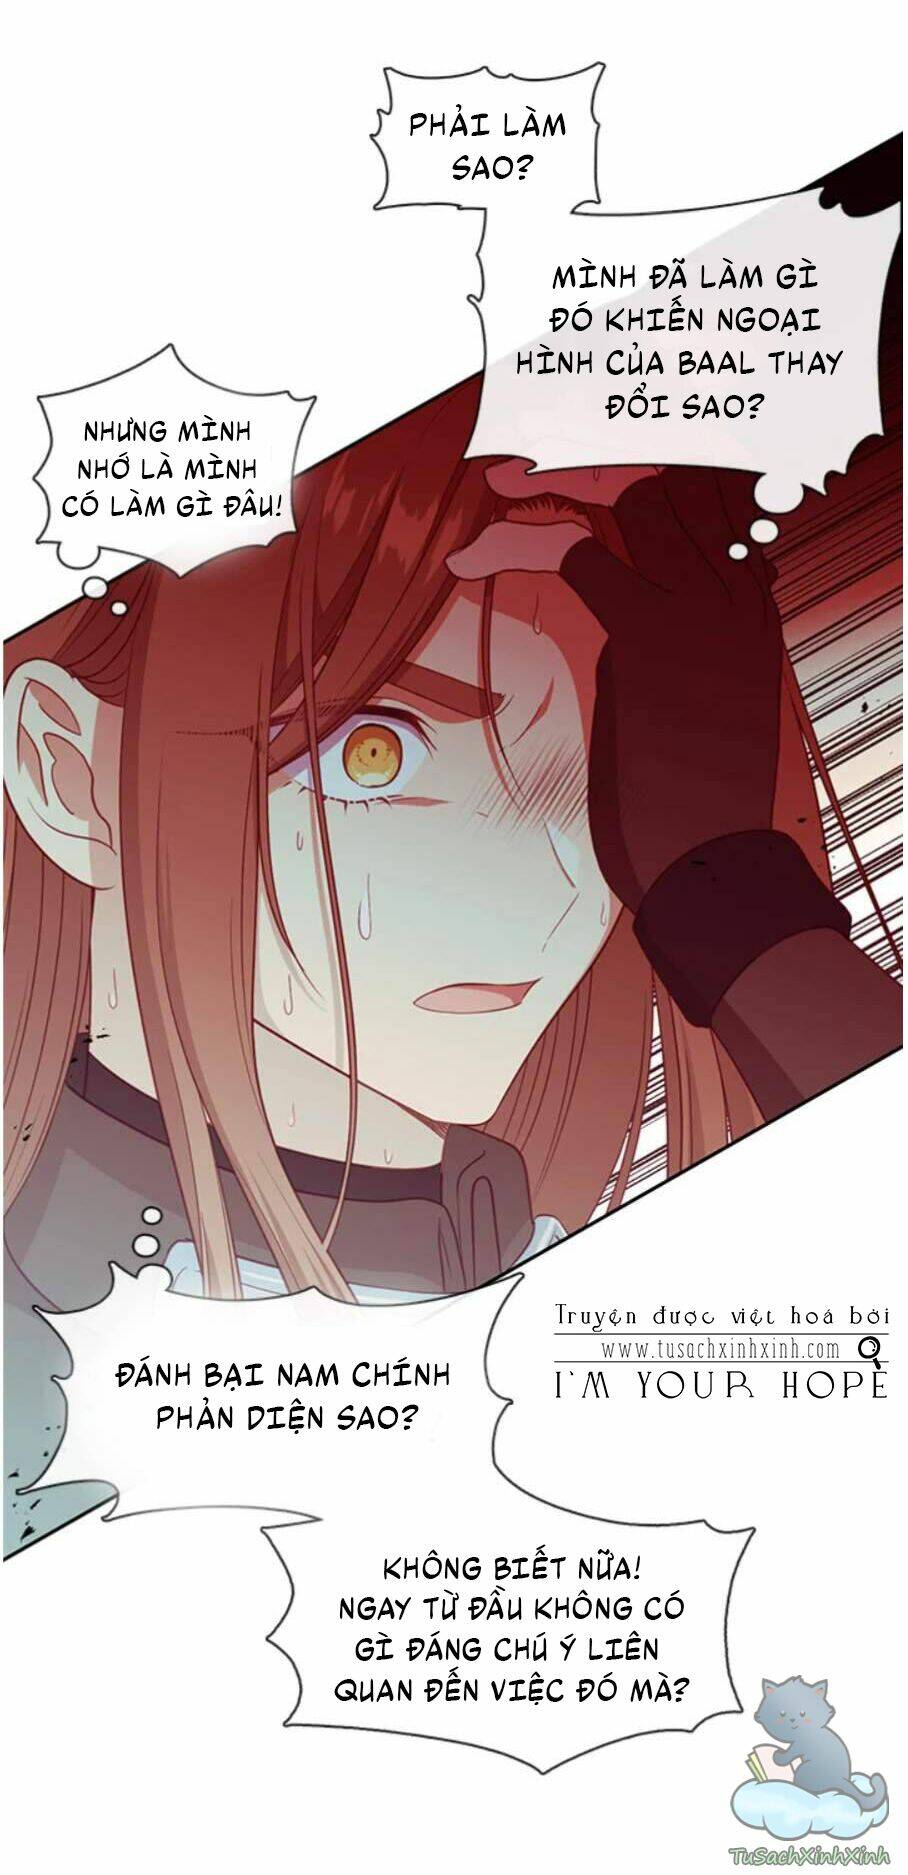 PHẢI LÀM
SAO?
MÌNH ĐÃ LÀM GÌ
ĐÓ KHIẾN NGOẠI
HÌNH CỦA BAAL THAY
ĐỔI SAO?
NHƯNG MÌNH
NHỚ LÀ MÌNH
CÓ LÀM GÌ ĐÂU!
ĐÁNH BẠI NAM CHÍNH
PHẢN DIỆN SAO?
Truyện được việt hoá bởi
www.tusachxinhxinh.com
I'M YOUR HOPE
KHÔNG BIẾT NỮA!
NGAY TỪ ĐẦU KHÔNG CÓ
GÌ ĐÁNG CHÚ Ý LIÊN
QUAN ĐẾN VIỆC ĐÓ MÀ?
TuSachXinhXinh